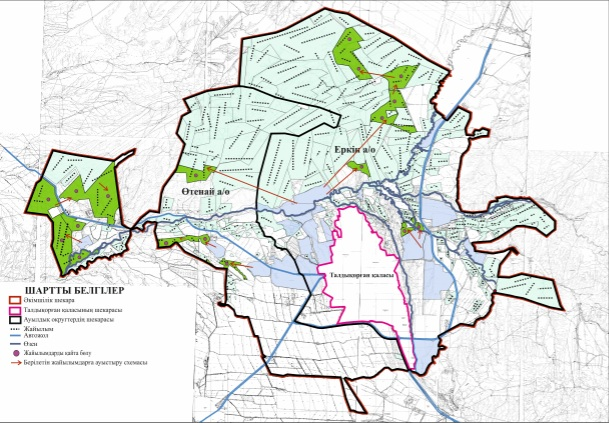 Еркін а/о
Өтенай а/о
Талдықорған қаласы
ШАРТТЫ БЕЛГІЛЕР
Әкімшілік шекара
Талдықорған қаласының шекарасы
Ауылдық округтердің шекарасы
Жайылым
Автожол
Өзен
Жайылымдарды қайта бөлу
Берілетін жайылымдарға ауыстыру схемасы